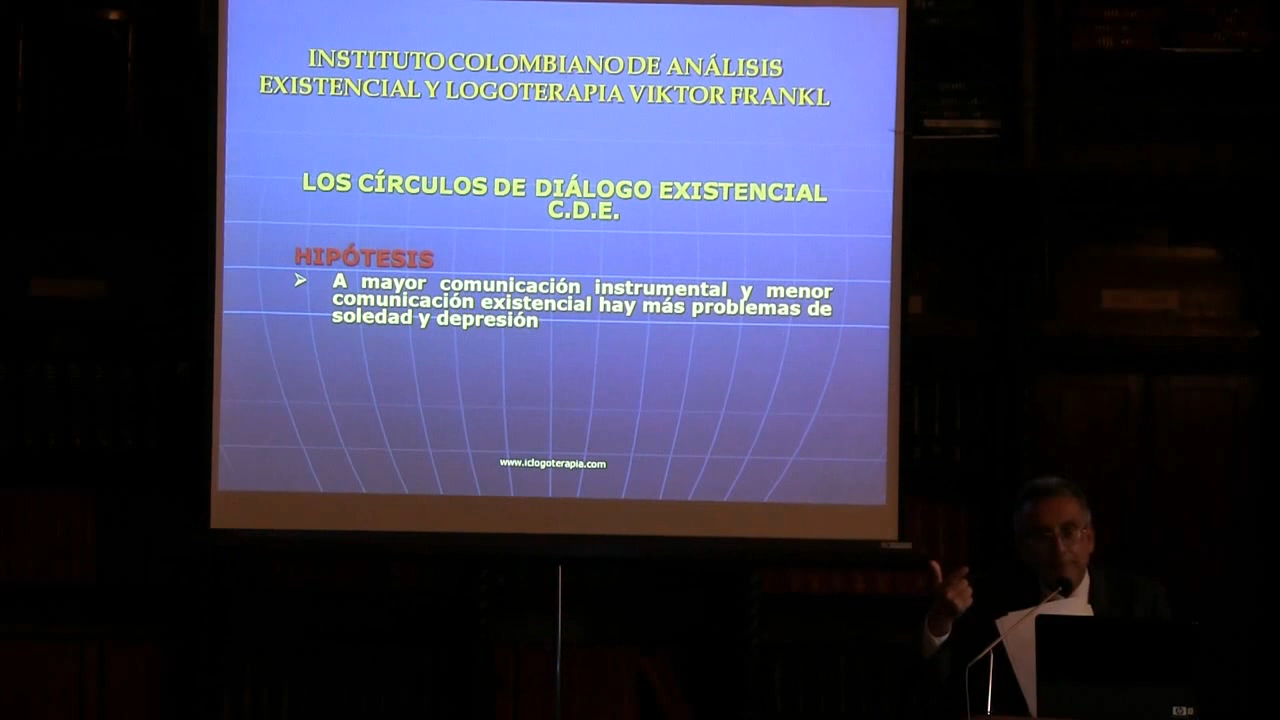 INSTITUTO COLOMBIANO DE ANÁLISIS
EXISTENCIAL Y LOGOTERAPIA VIKTOR FRANKL
LOS CÍRCULOS DE DIÁLOGO EXISTENCIAL
C.D.E.
HIPÓTESIS
A mayor comunicación instrumental y menor
comunicación existencial hay más problemas de
soledad y depresión
www.iclogoterapia.com
hp